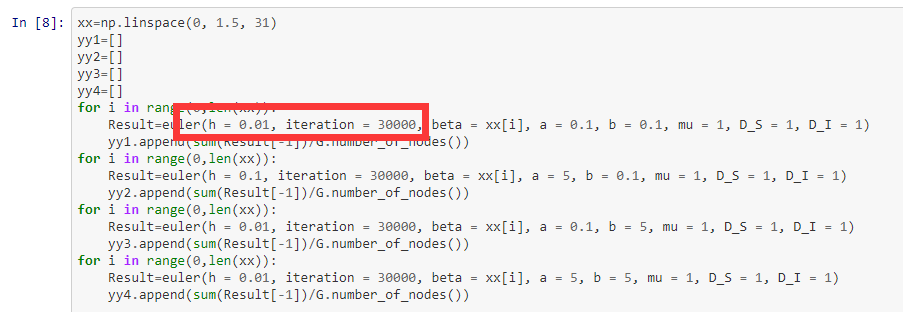 In [8]: xx=np.linspace(0, 1.5, 31)
yy1=[]
yy2=[]
yy3=[]
yy4=[]
for i in range(0,len(xx)):
    Result=euler(h = 0.01, iteration = 30000, beta = xx[i], a = 0.1, b = 0.1, mu = 1, D_S = 1, D_I = 1)
    yy1.append(sum(Result[-1])/G.number_of_nodes())
for i in range(0,len(xx)):
    Result=euler(h = 0.1, iteration = 30000, beta = xx[i], a = 5, b = 0.1, mu = 1, D_S = 1, D_I = 1)
    yy2.append(sum(Result[-1])/G.number_of_nodes())
for i in range(0,len(xx)):
    Result=euler(h = 0.01, iteration = 30000, beta = xx[i], a = 0.1, b = 5, mu = 1, D_S = 1, D_I = 1)
    yy3.append(sum(Result[-1])/G.number_of_nodes())
for i in range(0,len(xx)):
    Result=euler(h = 0.01, iteration = 30000, beta = xx[i], a = 5, b = 5, mu = 1, D_S = 1, D_I = 1)
    yy4.append(sum(Result[-1])/G.number_of_nodes())